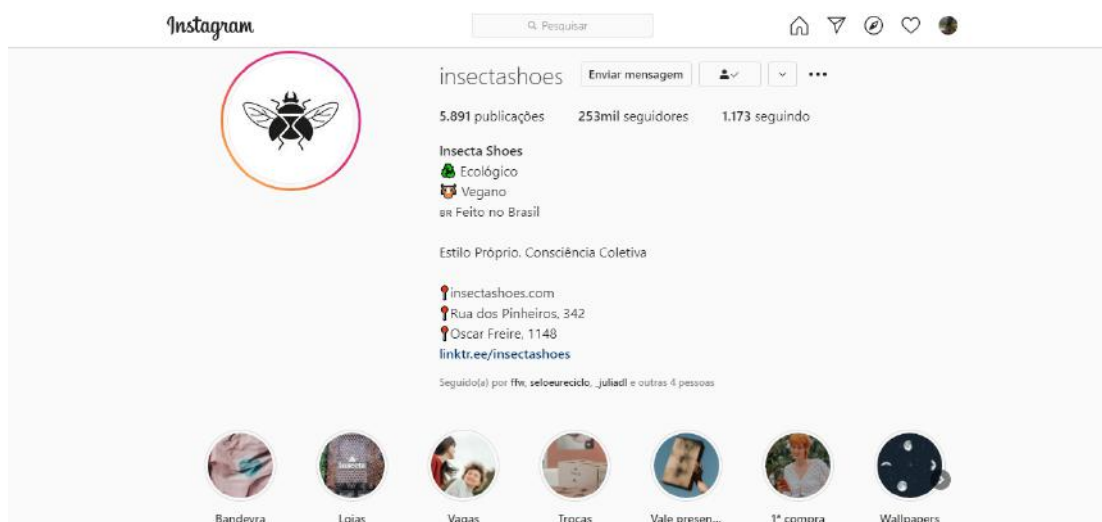 Instagram
Pesquisar
insectashoes Enviar mensagem
5.891 publicações 253mil seguidores 1.173 seguindo
Insecta Shoes
Ecológico
Vegano
BR Feito no Brasil
Estilo Próprio. Consciência Coletiva
insectashoes.com
Rua dos Pinheiros, 342
Oscar Freire, 1148
linktr.ee/insectashoes
Seguido(a) por ffw, seloeureciclo, _juliadl e outras 4 pessoas
insecta
Bandeyra Lojas Vagas Trocas Vale presen... 1ª compra Wallpapers